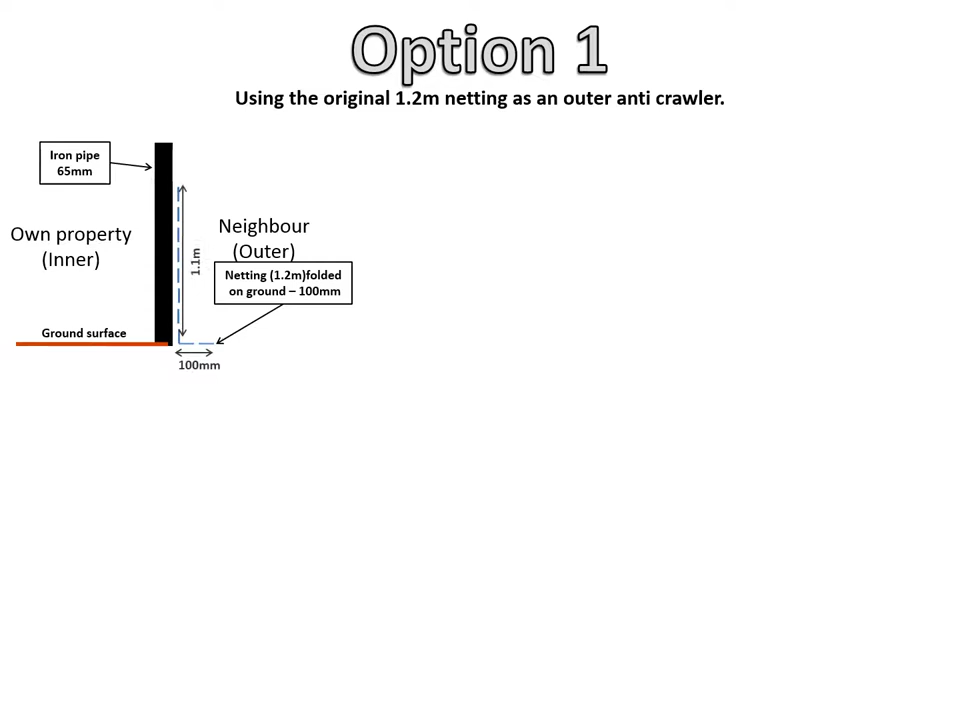 Option 1
Using the original 1.2m netting as an outer anti crawler.
Iron pipe
65mm
Own property
(Inner)
Neighbour
(Outer)
1.1m
Netting (1.2m)folded
on ground – 100mm
Ground surface
100mm